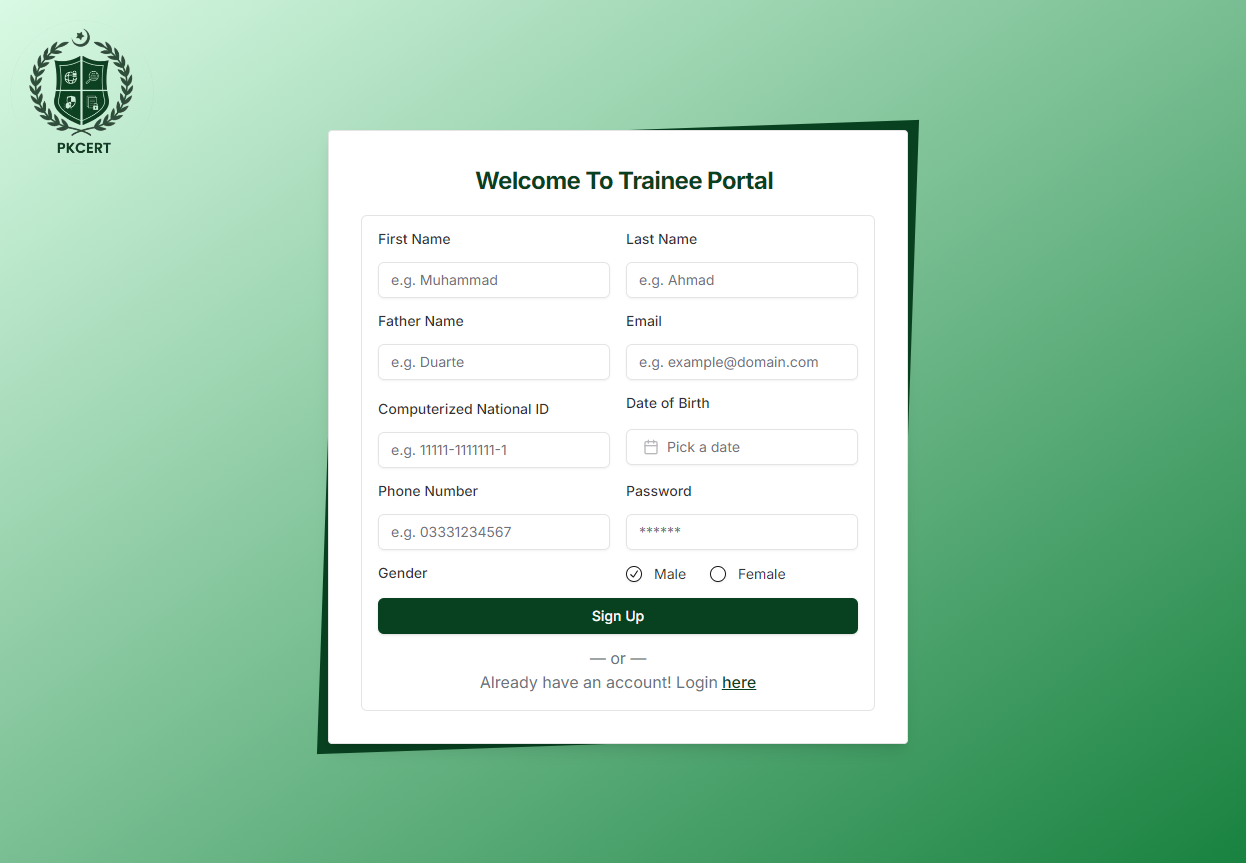 PKCERT
Welcome To Trainee Portal
First Name Last Name
e.g. Muhammad e.g. Ahmad
Father Name Email
e.g. Duarte e.g. example@domain.com
Computerized National ID Date of Birth
e.g. 11111-1111111-1 Pick a date
Phone Number Password
e.g. 03331234567 ******
Gender Male Female
Sign Up
— or —
Already have an account! Login here